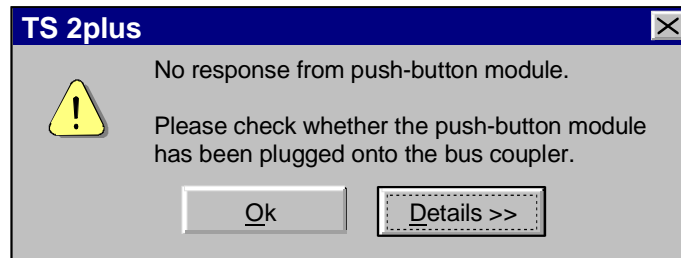 TS 2plus
No response from push-button module.
Please check whether the push-button module
has been plugged onto the bus coupler.
Ok
Details >>